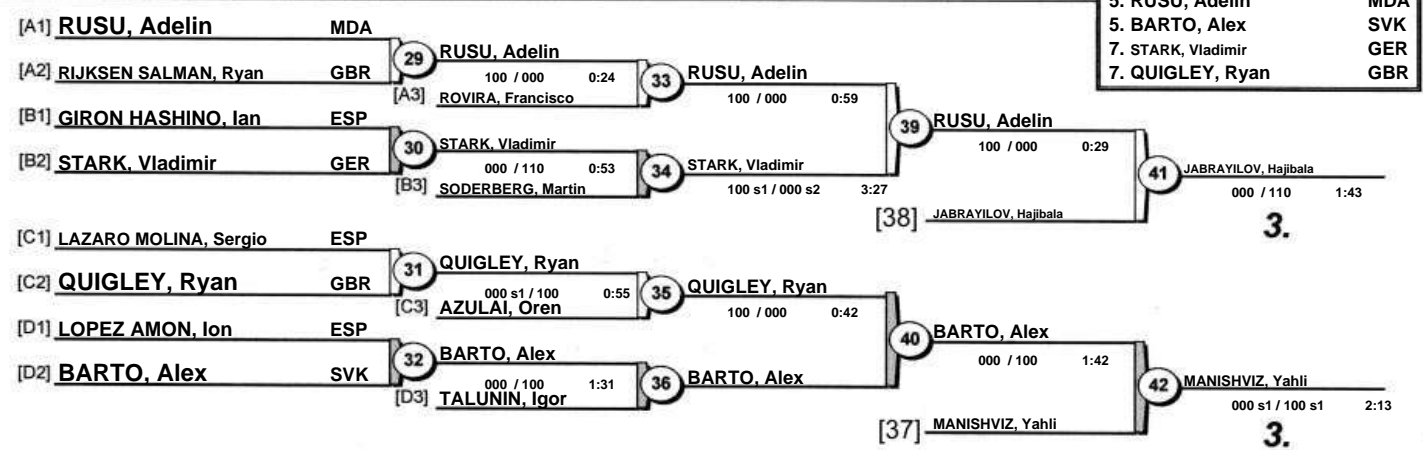 5. RUSU, Adelin MDA
5. BARTO, Alex SVK
7. STARK, Vladimir GER
7. QUIGLEY, Ryan GBR
[A1] RUSU, Adelin MDA
29 RUSU, Adelin
[A2] RIJKSEN SALMAN, Ryan GBR
100 / 000 0:24
[A3] ROVIRA, Francisco
33 RUSU, Adelin
100 / 000 0:59
[B1] GIRON HASHINO, Ian ESP
30 STARK, Vladimir
[B2] STARK, Vladimir GER
000 / 110 0:53
[B3] SODERBERG, Martin
34 STARK, Vladimir
100 s1 / 000 s2 3:27
39 RUSU, Adelin
100 / 000 0:29
[38] JABRAYILOV, Hajibala
41 JABRAYILOV, Hajibala
000 / 110 1:43
3.
[C1] LAZARO MOLINA, Sergio ESP
31 QUIGLEY, Ryan
[C2] QUIGLEY, Ryan GBR
000 s1 / 100 0:55
[C3] AZULAI, Oren
35 QUIGLEY, Ryan
100 / 000 0:42
[D1] LOPEZ AMON, Ion ESP
32 BARTO, Alex
[D2] BARTO, Alex SVK
000 / 100 1:31
[D3] TALUNIN, Igor
36 BARTO, Alex
40 BARTO, Alex
000 / 100 1:42
[37] MANISHVIZ, Yahli
42 MANISHVIZ, Yahli
000 s1 / 100 s1 2:13
3.